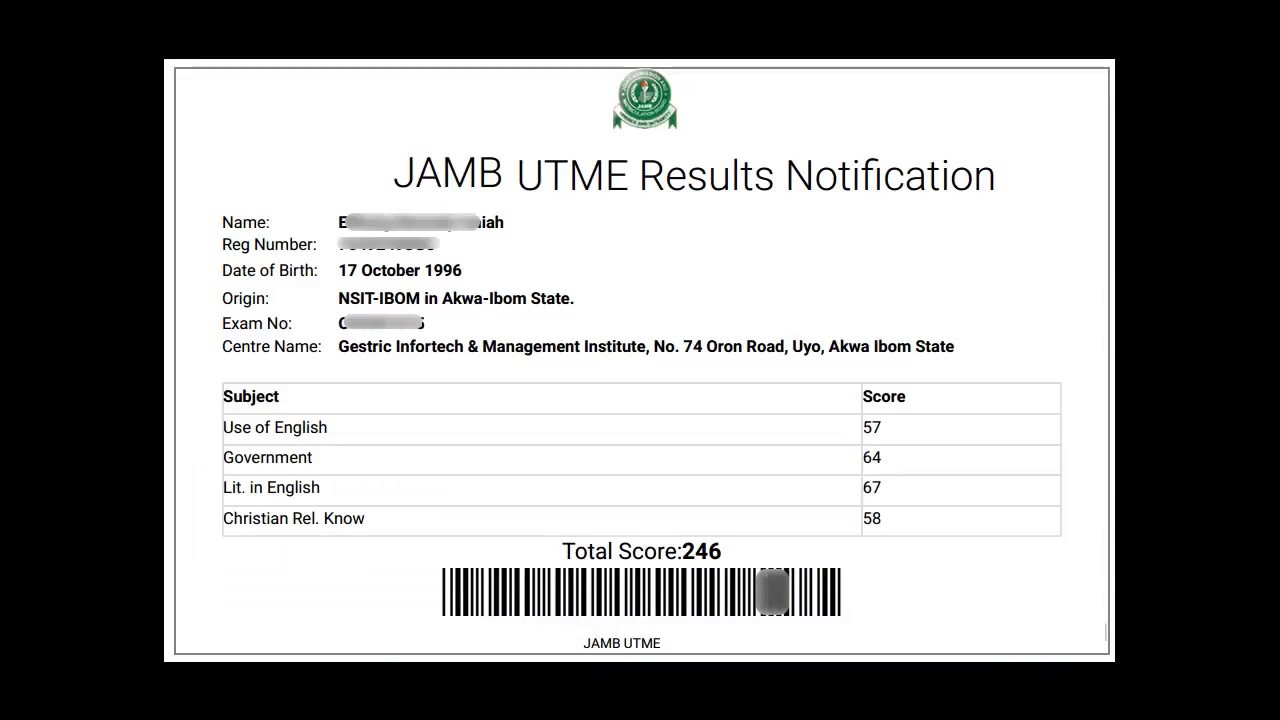 JAMB UTME Results Notification
Name: iah
Reg Number:
Date of Birth: 17 October 1996
Origin: NSIT-IBOM in Akwa-Ibom State.
Exam No:
Centre Name: Gestric Infortech & Management Institute, No. 74 Oron Road, Uyo, Akwa Ibom State
Subject Score
Use of English 57
Government 64
Lit. in English 67
Christian Rel. Know 58
Total Score:246
JAMB UTME